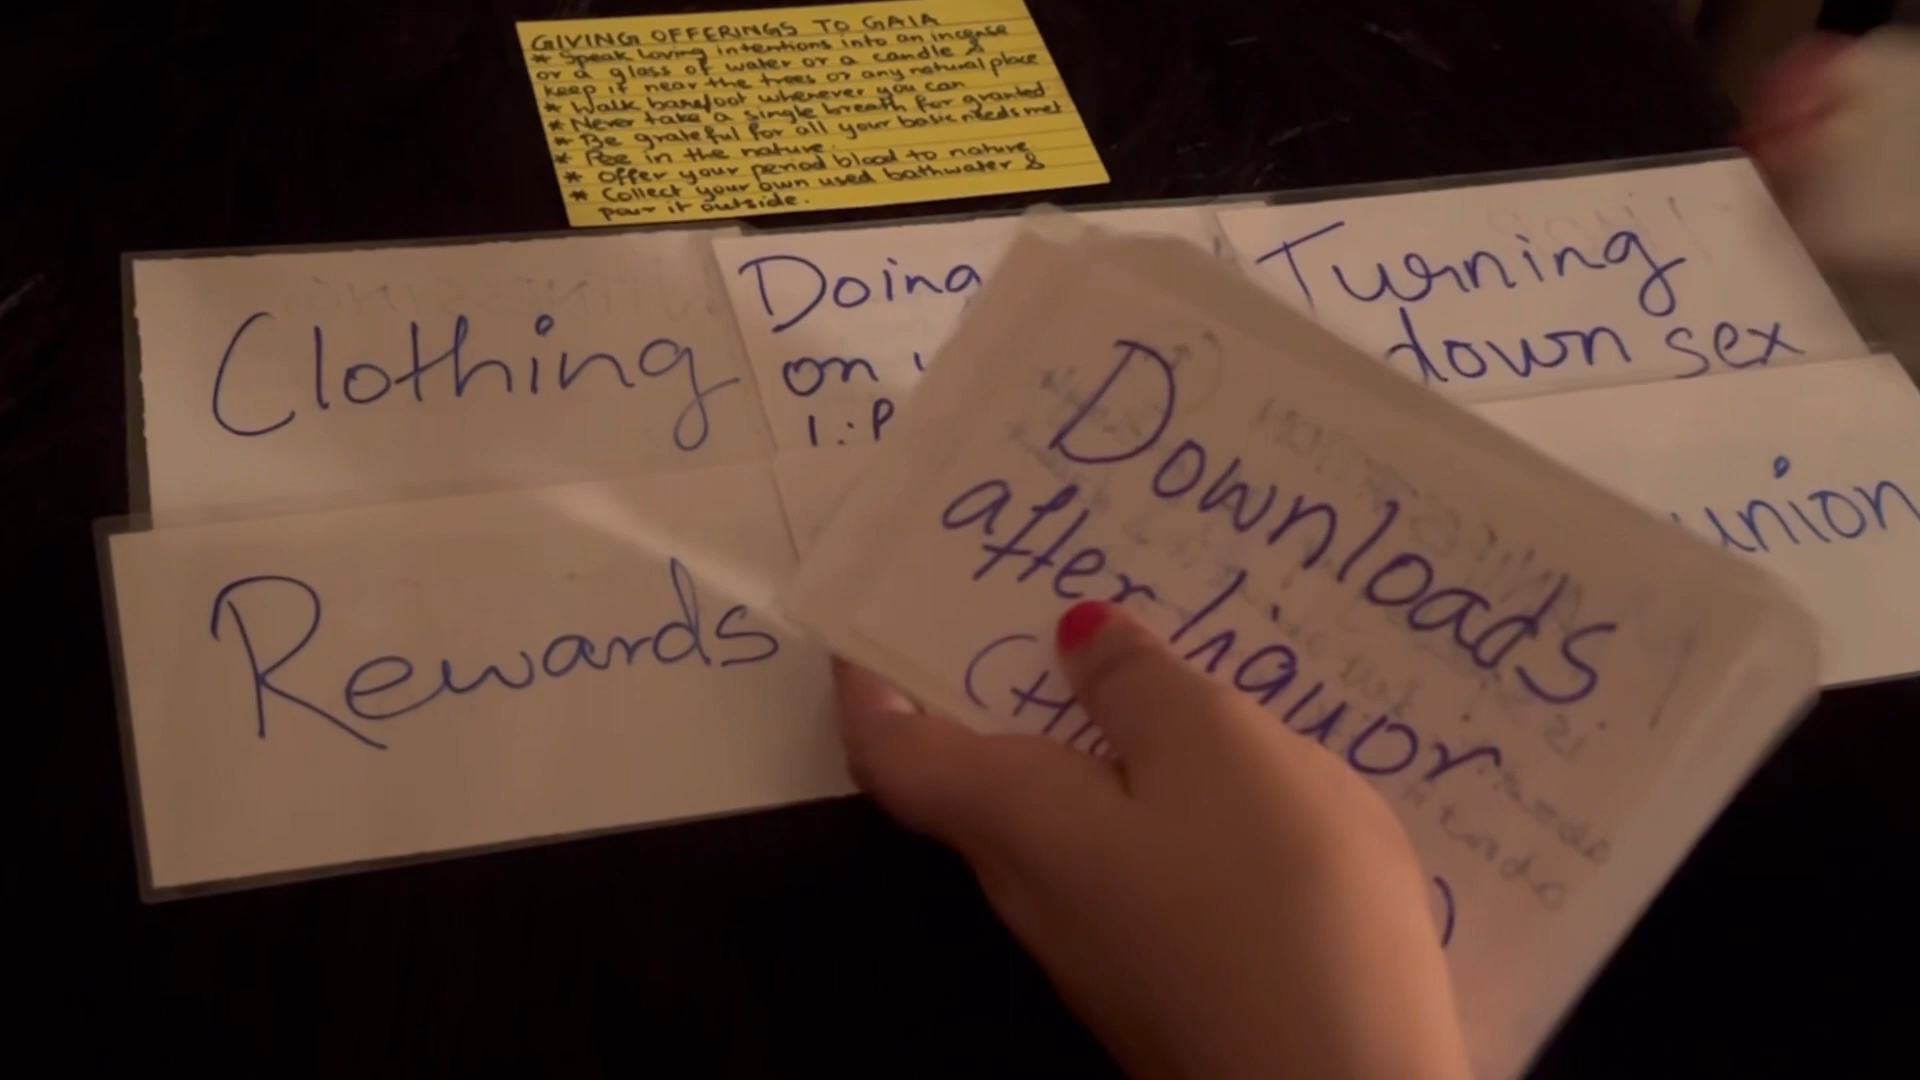 GIVING OFFERINGS TO GAIA
* Speak loving intentions into an incense
or a glass of water or a candle &
keep it near the trees or any natural place
* Walk barefoot wherever you can
* Never take a single breath for granted
* Be grateful for all your basic needs met
* Pee in the nature.
* Offer your period blood to nature
* Collect your own used bathwater &
pour it outside.
Clothing
Doing
on
1:P
Turning
down sex
Rewards
Downloads
after liquor
union